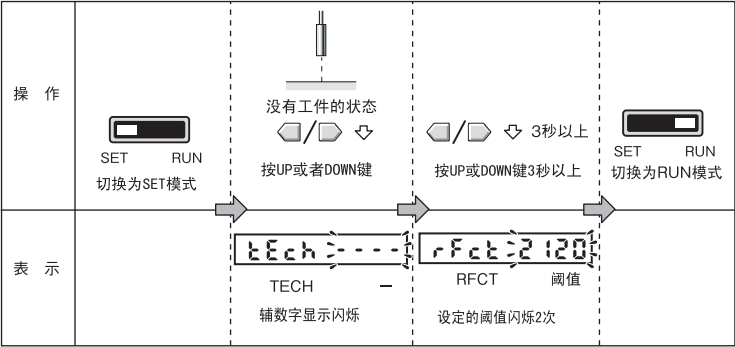 操 作
SET RUN
切换为SET模式
没有工件的状态
/
按UP或者DOWN键
/ 3秒以上
按UP或DOWN键3秒以上
SET RUN
切换为RUN模式
表 示
tEch ----
TECH —
辅数字显示闪烁
rFct 2120
RFCT 阈值
设定的阈值闪烁2次